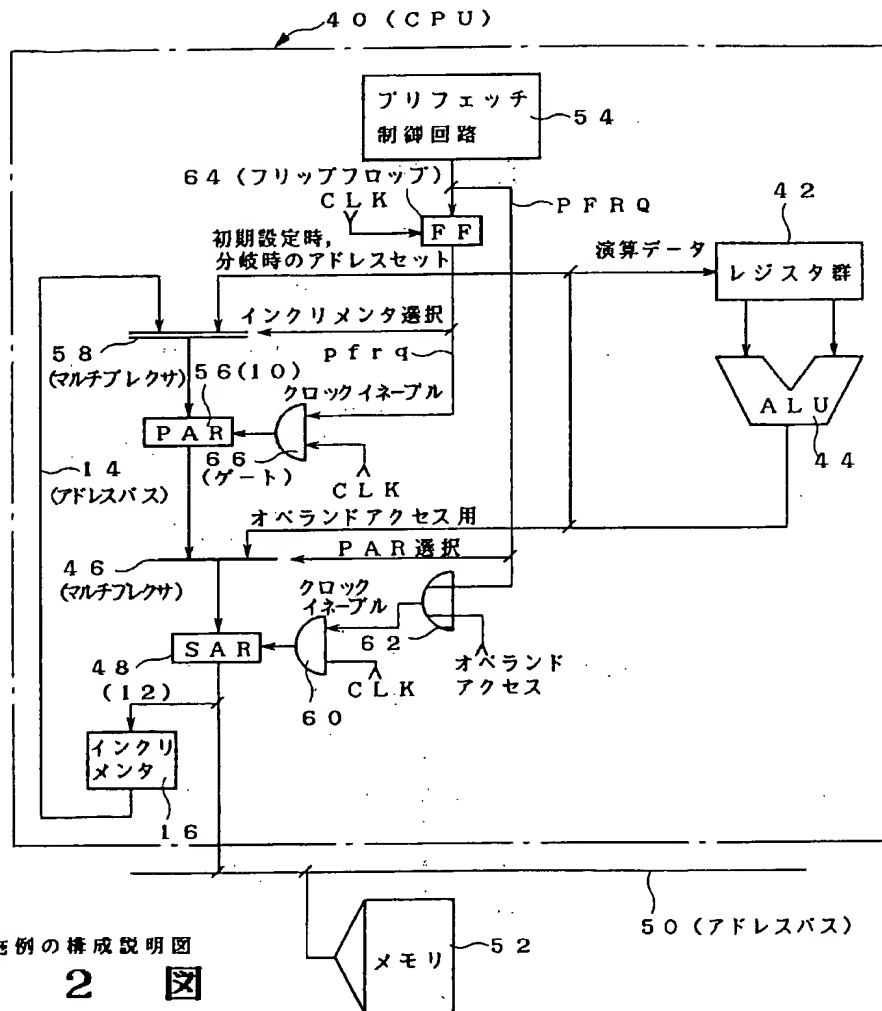 40(CPU)
プリフェッチ
制御回路
54
64(フリップフロップ)
CLK
FF
PFRQ
42
初期設定時,
分岐時のアドレスセット
演算データ
レジスタ群
インクリメンタ選択
58
(マルチプレクサ)
pfrq
56(10)
クロックイネーブル
PAR
66
(ゲート)
CLK
ALU
44
14
(アドレスバス)
オペランドアクセス用
PAR選択
46
(マルチプレクサ)
クロック
イネーブル
62
SAR
48
(12)
CLK
60
オペランド
アクセス
インクリ
メンタ
16
50(アドレスバス)
メモリ
52
施例の構成説明図
2 図